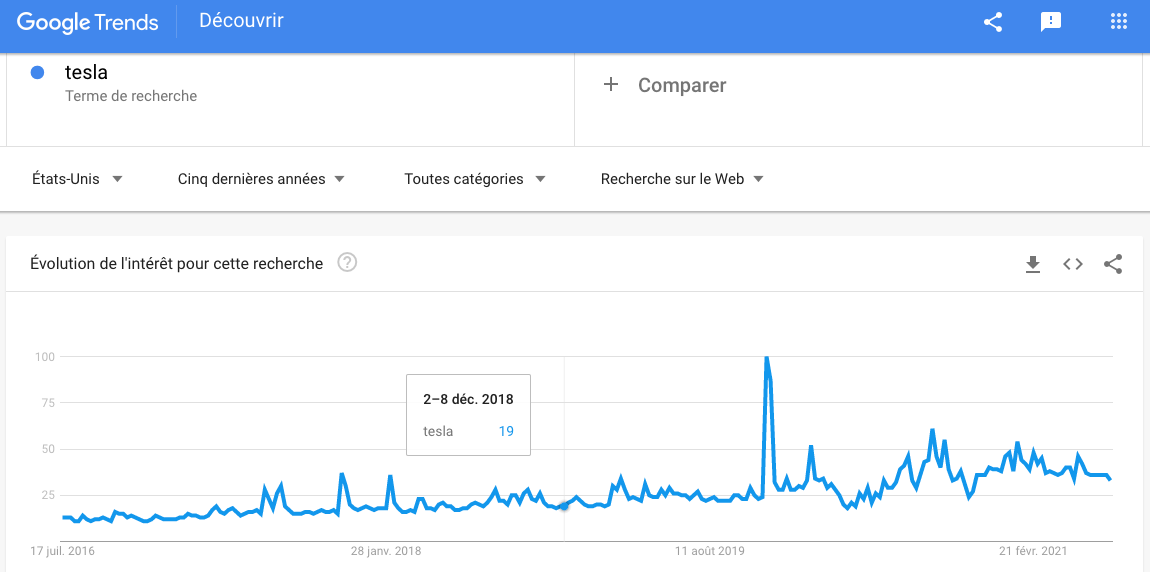 Google Trends Découvrir
tesla
Terme de recherche
+ Comparer
États-Unis Cinq dernières années Toutes catégories Recherche sur le Web
Évolution de l'intérêt pour cette recherche ?
100
75
50
25
2–8 déc. 2018
tesla 19
17 juil. 2016 28 janv. 2018 11 août 2019 21 févr. 2021